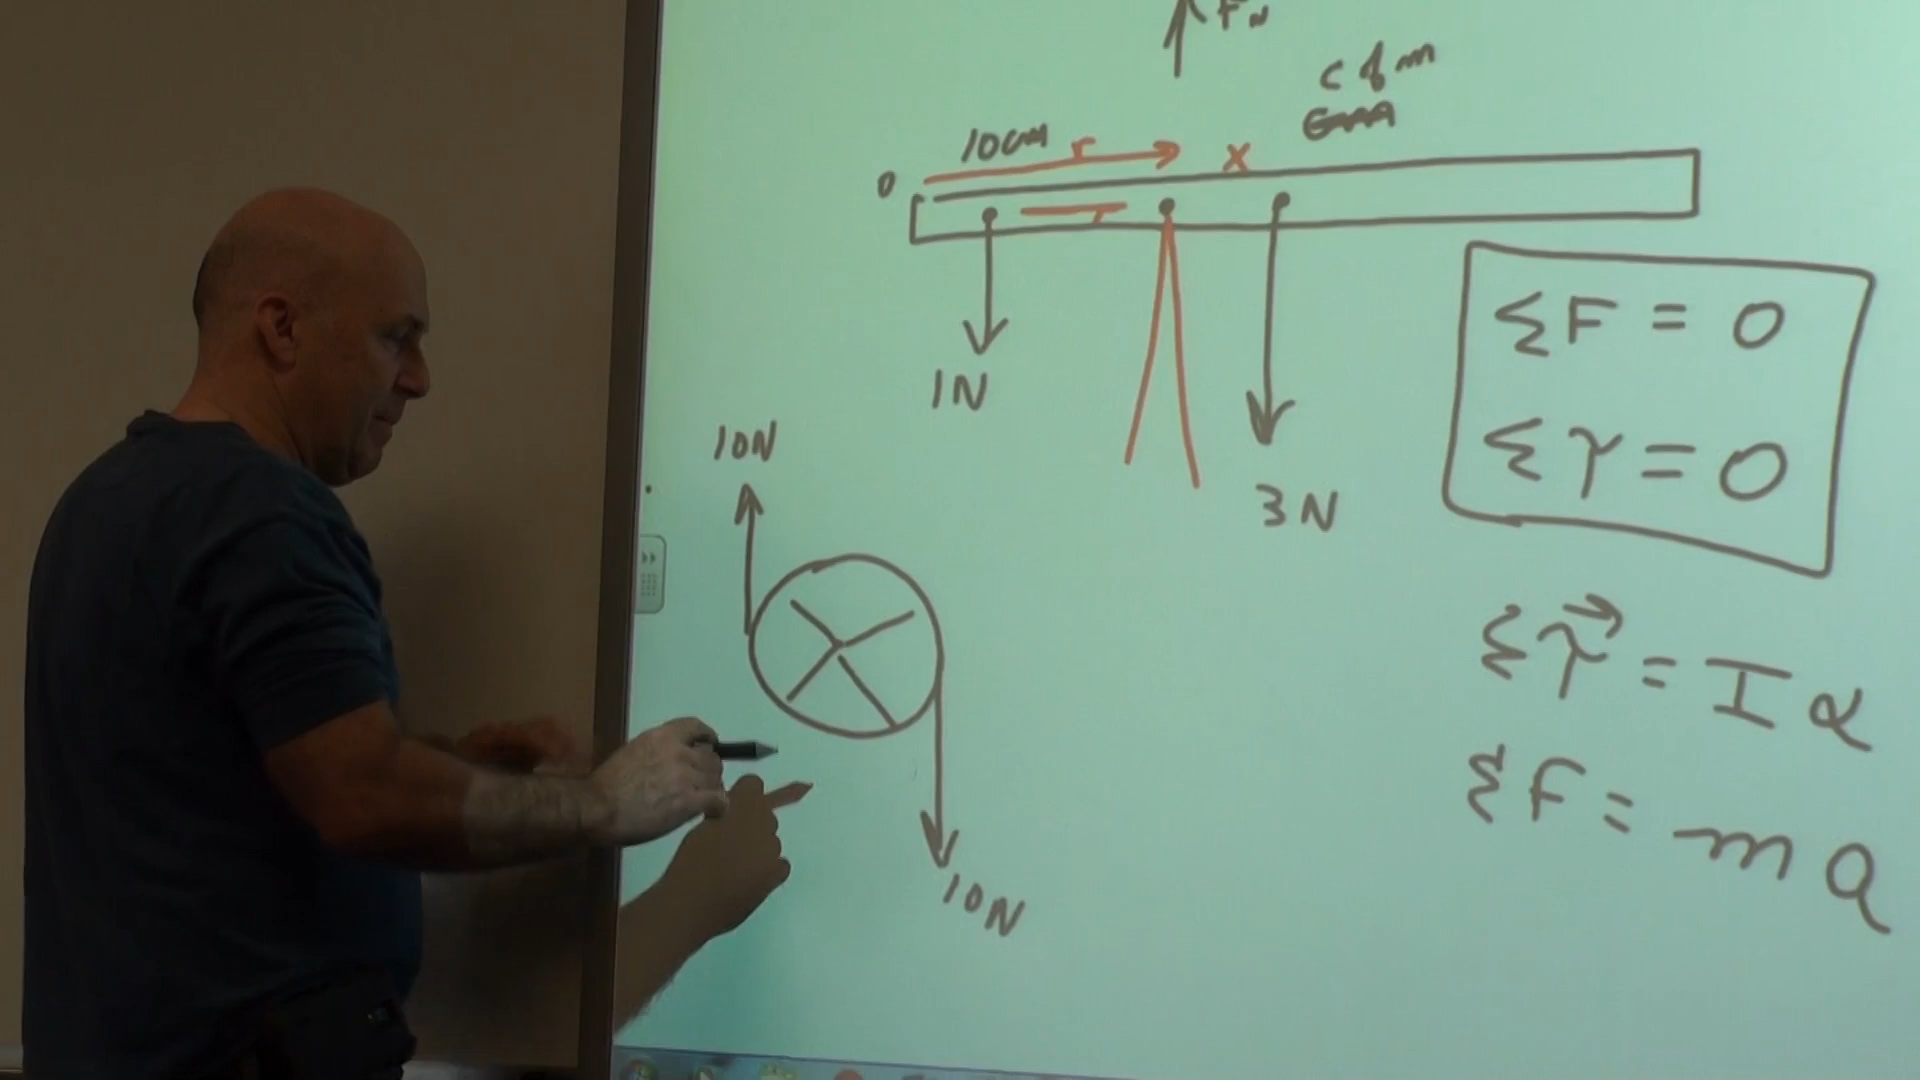 FN
C of m
10cm r
x
0
r
1N
3N
ΣF = 0
Στ = 0
10N
10N
Στ⃗ = Iα
ΣF = ma